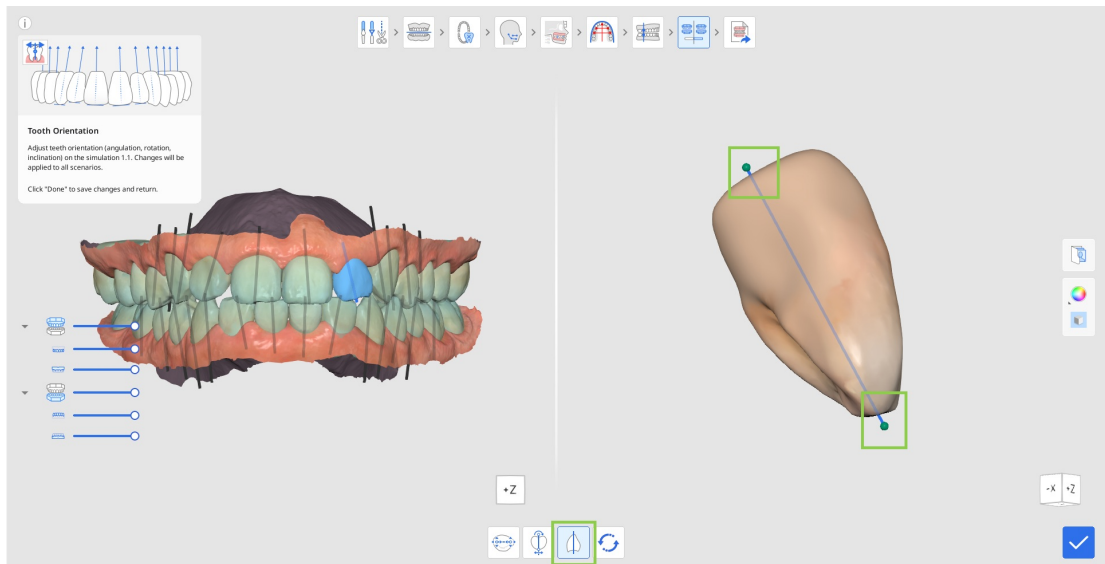 i
Tooth Orientation
Adjust teeth orientation (angulation, rotation,
inclination) on the simulation 1.1. Changes will be
applied to all scenarios.
Click "Done" to save changes and return.
+Z
-X +Z